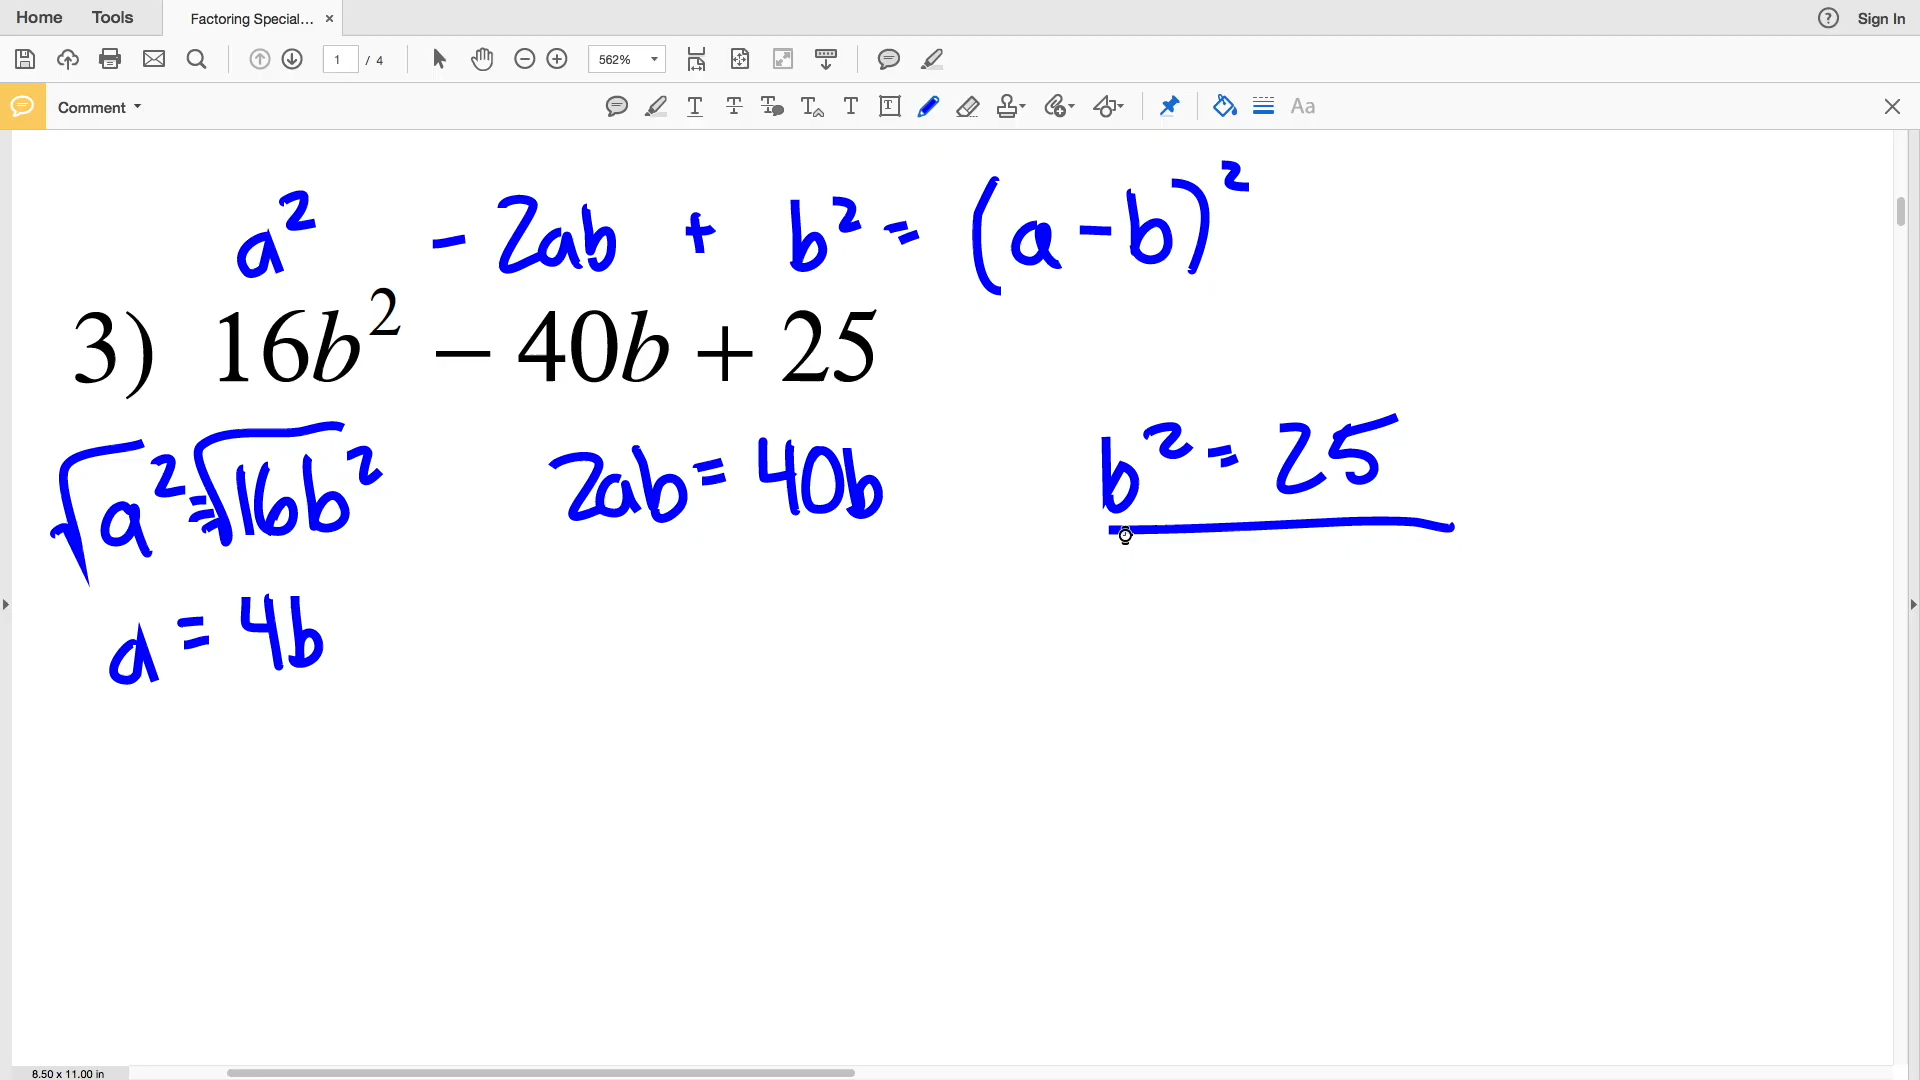 Home Tools Factoring Special... × ? Sign In
1 / 4 562%
Comment Aa
a² - 2ab + b² = (a - b)²
3) 16b² − 40b + 25
√a² = √16b² 2ab = 40b b² = 25
a = 4b
8.50 x 11.00 in